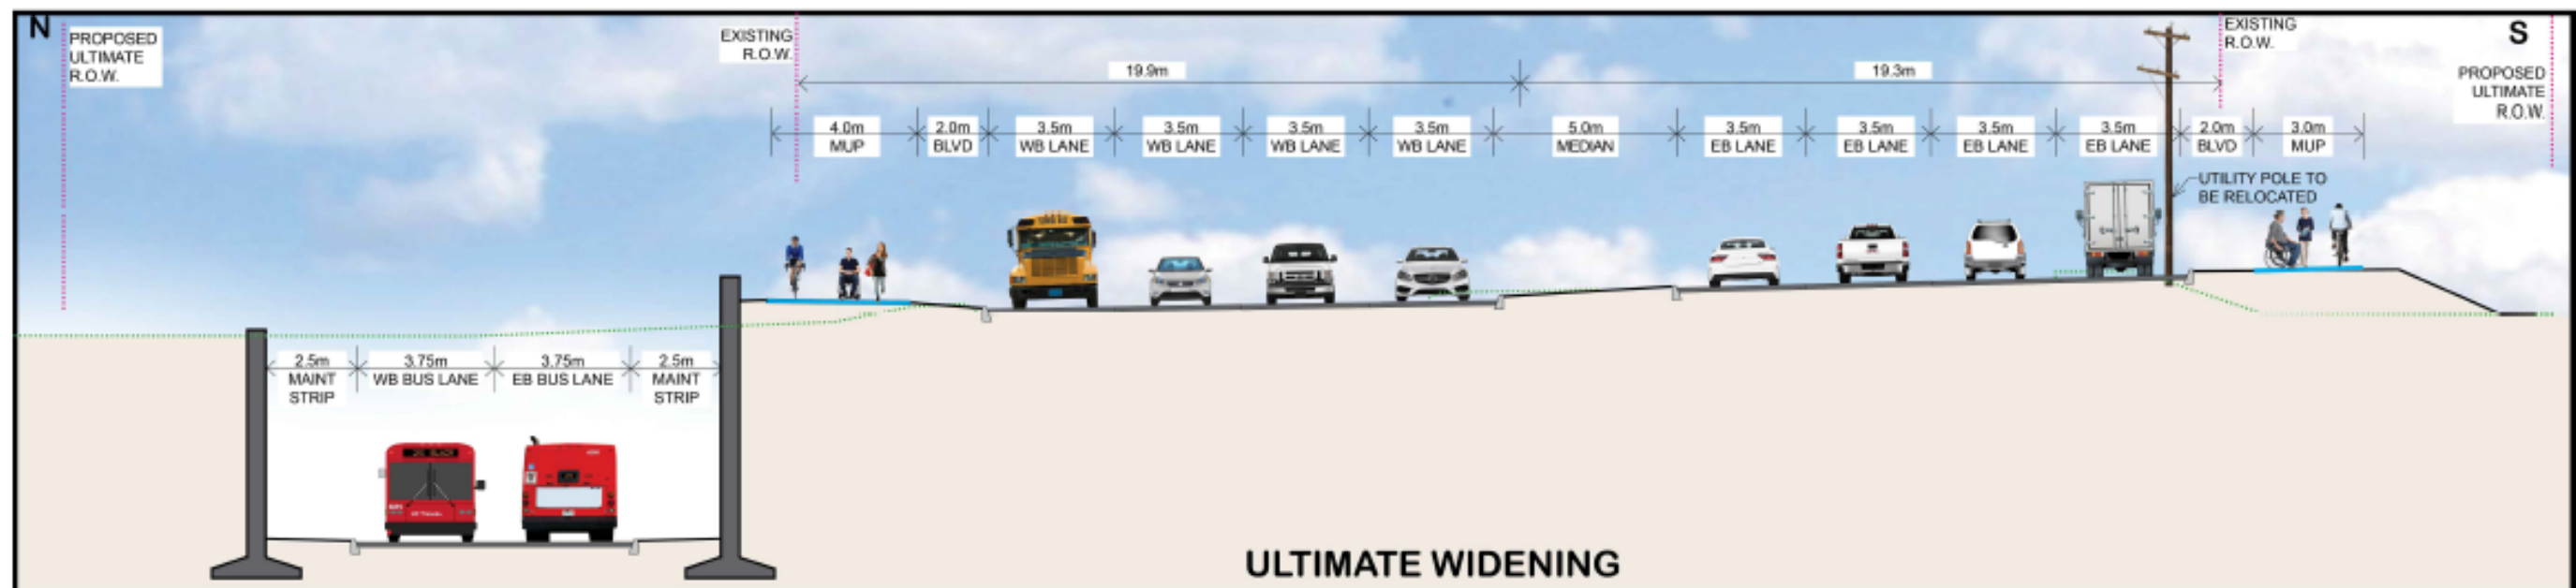 N
PROPOSED
ULTIMATE
R.O.W.
EXISTING
R.O.W.
19.9m
19.3m
EXISTING
R.O.W.
S
PROPOSED
ULTIMATE
R.O.W.
4.0m
MUP
2.0m
BLVD
3.5m
WB LANE
3.5m
WB LANE
3.5m
WB LANE
3.5m
WB LANE
5.0m
MEDIAN
3.5m
EB LANE
3.5m
EB LANE
3.5m
EB LANE
3.5m
EB LANE
2.0m
BLVD
3.0m
MUP
UTILITY POLE TO
BE RELOCATED
2.5m
MAINT
STRIP
3.75m
WB BUS LANE
3.75m
EB BUS LANE
2.5m
MAINT
STRIP
ULTIMATE WIDENING